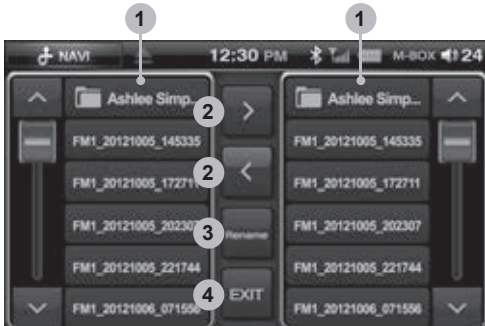 1 1
NAVI 12:30 PM M-BOX 24
Ashlee Simp... 2 > Ashlee Simp...
FM1_20121005_145335 FM1_20121005_145335
FM1_20121005_172711 2 < FM1_20121005_172711
FM1_20121005_202307 3 Rename FM1_20121005_202307
FM1_20121005_221744 FM1_20121005_221744
4 EXIT
FM1_20121006_071556 FM1_20121006_071556